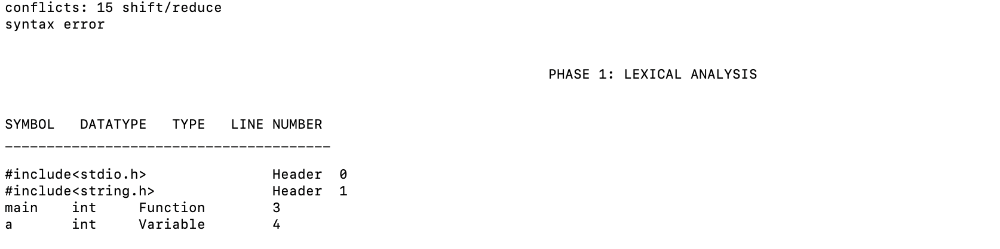 conflicts: 15 shift/reduce
syntax error
PHASE 1: LEXICAL ANALYSIS
SYMBOL   DATATYPE   TYPE   LINE NUMBER
_______________________________________
#include<stdio.h>               Header  0
#include<string.h>              Header  1
main    int     Function        3
a       int     Variable        4